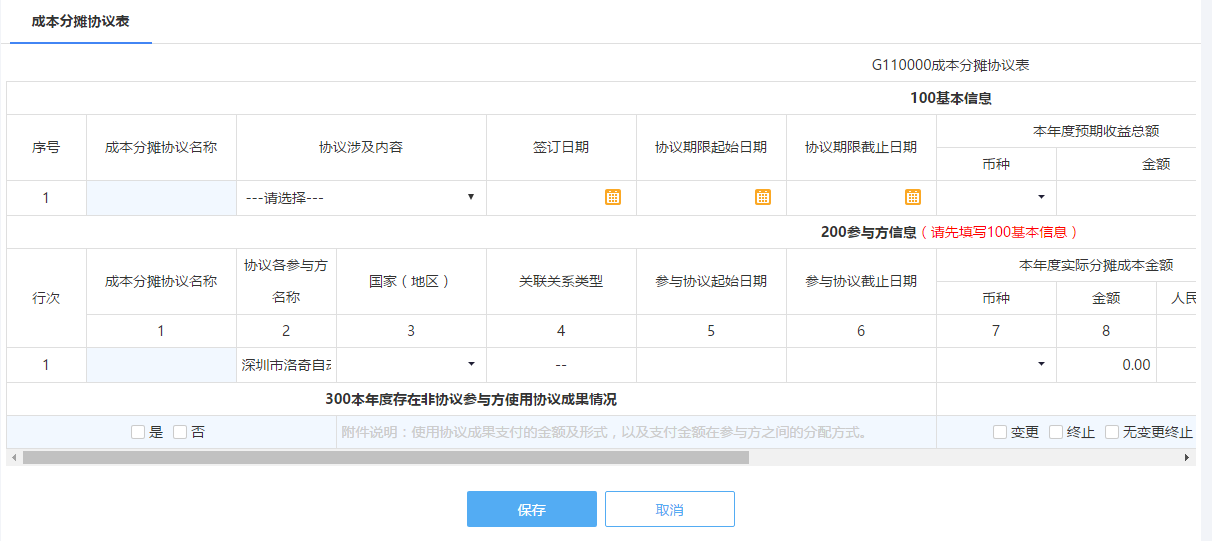 成本分摊协议表
G110000成本分摊协议表
100基本信息
序号 成本分摊协议名称 协议涉及内容 签订日期 协议期限起始日期 协议期限截止日期 本年度预期收益总额
币种 金额
1 ---请选择---
200参与方信息（请先填写100基本信息）
行次 成本分摊协议名称 协议各参与方名称 国家（地区） 关联关系类型 参与协议起始日期 参与协议截止日期 本年度实际分摊成本金额
币种 金额 人民
1 2 3 4 5 6 7 8
1 深圳市洛奇自 -- 0.00
300本年度存在非协议参与方使用协议成果情况
是 否 附件说明：使用协议成果支付的金额及形式，以及支付金额在参与方之间的分配方式。 变更 终止 无变更终止
保存 取消